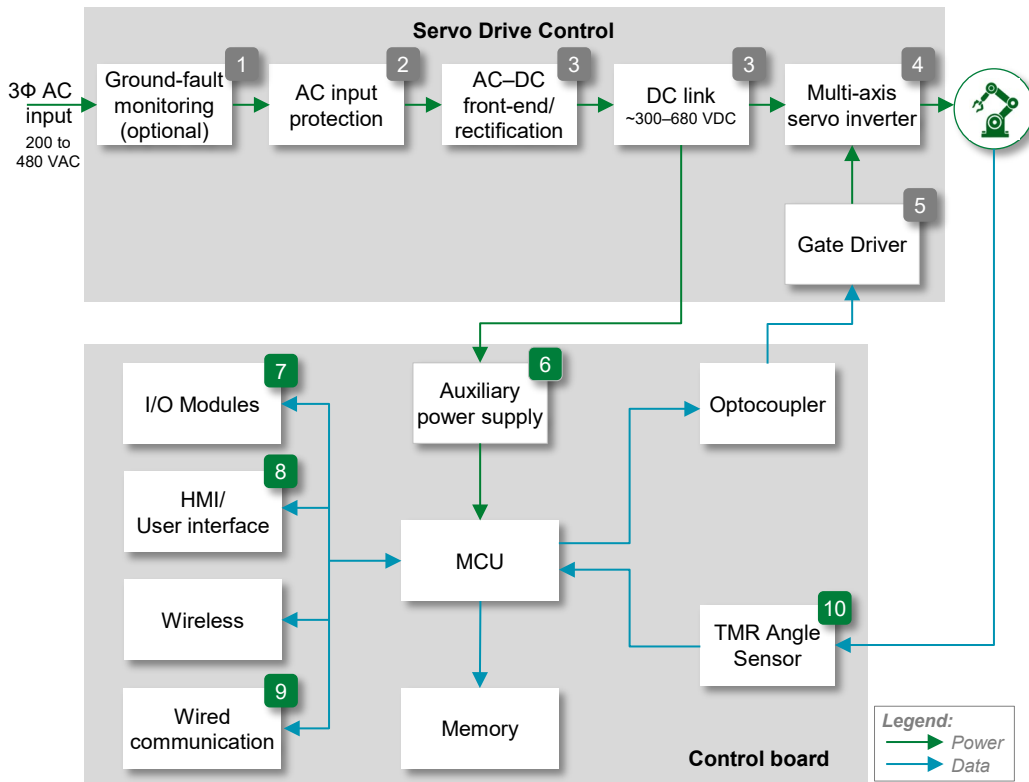 Servo Drive Control
3Φ AC
input
200 to
480 VAC
1
Ground-fault
monitoring
(optional)
2
AC input
protection
3
AC–DC
front-end/
rectification
3
DC link
~300–680 VDC
4
Multi-axis
servo inverter
5
Gate Driver
6
Auxiliary
power supply
7
I/O Modules
8
HMI/
User interface
Wireless
9
Wired
communication
MCU
Memory
Optocoupler
10
TMR Angle
Sensor
Control board
Legend:
Power
Data